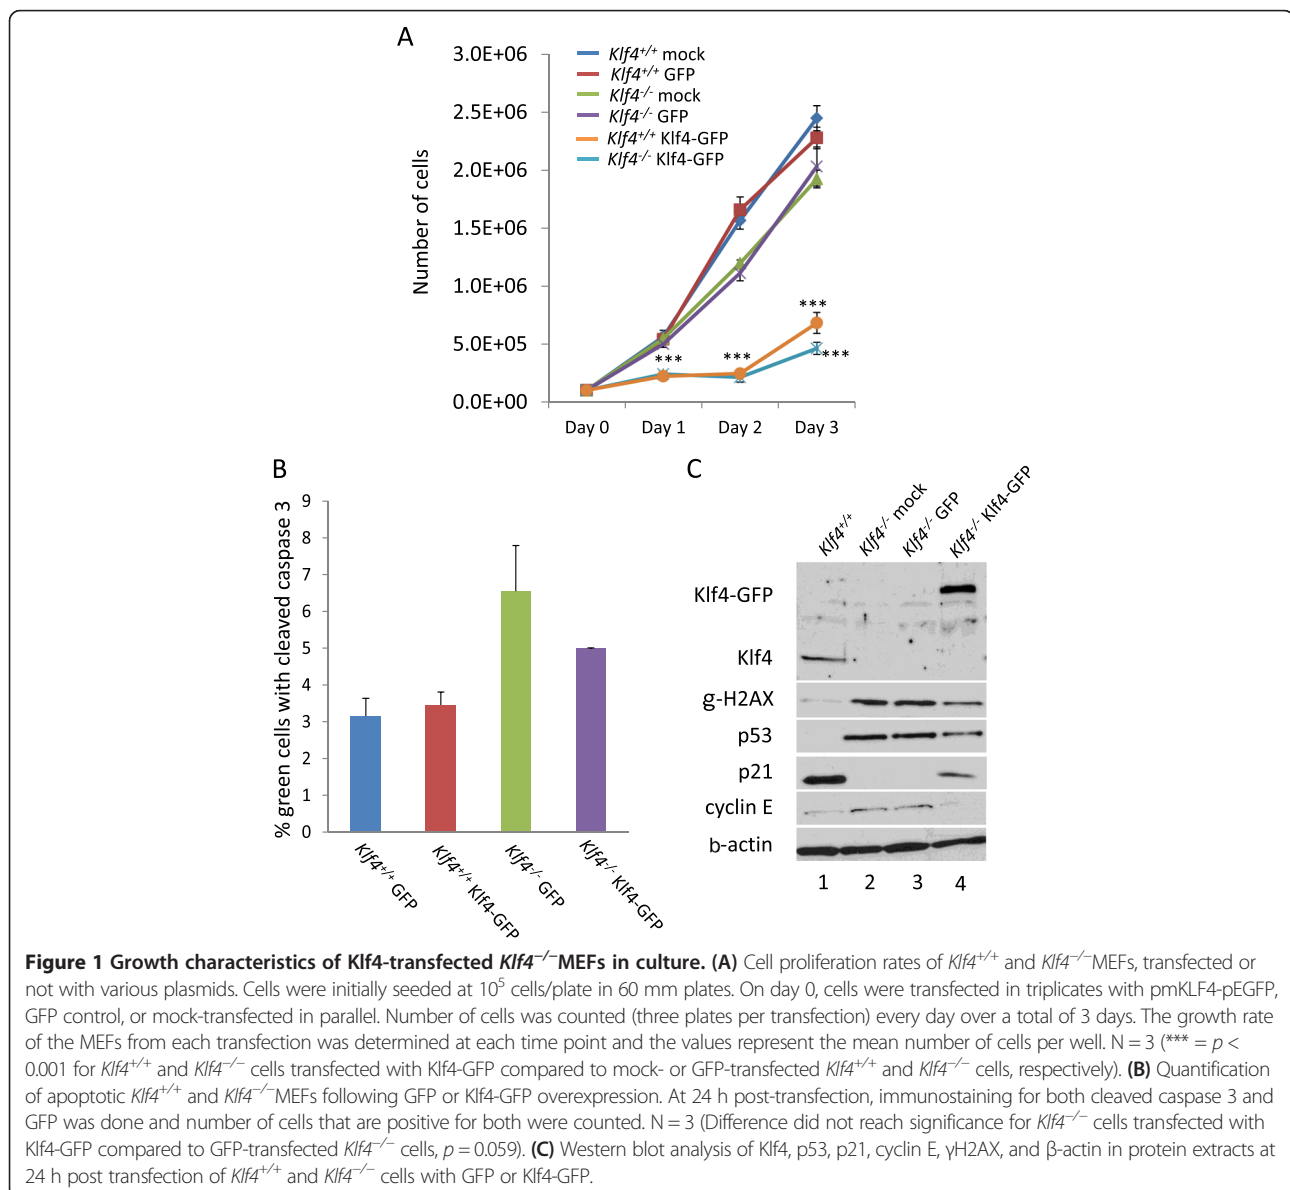 A
3.0E+06
2.5E+06
2.0E+06
1.5E+06
1.0E+06
5.0E+05
0.0E+00
Number of cells
Klf4+/+ mock
Klf4+/+ GFP
Klf4-/- mock
Klf4-/- GFP
Klf4+/+ Klf4-GFP
Klf4-/- Klf4-GFP
***
***
***
***
Day 0 Day 1 Day 2 Day 3
B
% green cells with cleaved caspase 3
9
8
7
6
5
4
3
2
1
0
Klf4+/+ GFP
Klf4+/+ Klf4-GFP
Klf4-/- GFP
Klf4-/- Klf4-GFP
C
Klf4+/+
Klf4-/- mock
Klf4-/- GFP
Klf4-/- Klf4-GFP
Klf4-GFP
Klf4
g-H2AX
p53
p21
cyclin E
b-actin
1 2 3 4
Figure 1 Growth characteristics of Klf4-transfected Klf4−/−MEFs in culture. (A) Cell proliferation rates of Klf4+/+ and Klf4−/−MEFs, transfected or
not with various plasmids. Cells were initially seeded at 10⁵ cells/plate in 60 mm plates. On day 0, cells were transfected in triplicates with pmKLF4-pEGFP,
GFP control, or mock-transfected in parallel. Number of cells was counted (three plates per transfection) every day over a total of 3 days. The growth rate
of the MEFs from each transfection was determined at each time point and the values represent the mean number of cells per well. N = 3 (*** = p <
0.001 for Klf4+/+ and Klf4−/− cells transfected with Klf4-GFP compared to mock- or GFP-transfected Klf4+/+ and Klf4−/− cells, respectively). (B) Quantification
of apoptotic Klf4+/+ and Klf4−/−MEFs following GFP or Klf4-GFP overexpression. At 24 h post-transfection, immunostaining for both cleaved caspase 3 and
GFP was done and number of cells that are positive for both were counted. N = 3 (Difference did not reach significance for Klf4−/− cells transfected with
Klf4-GFP compared to GFP-transfected Klf4−/− cells, p = 0.059). (C) Western blot analysis of Klf4, p53, p21, cyclin E, γH2AX, and β-actin in protein extracts at
24 h post transfection of Klf4+/+ and Klf4−/− cells with GFP or Klf4-GFP.